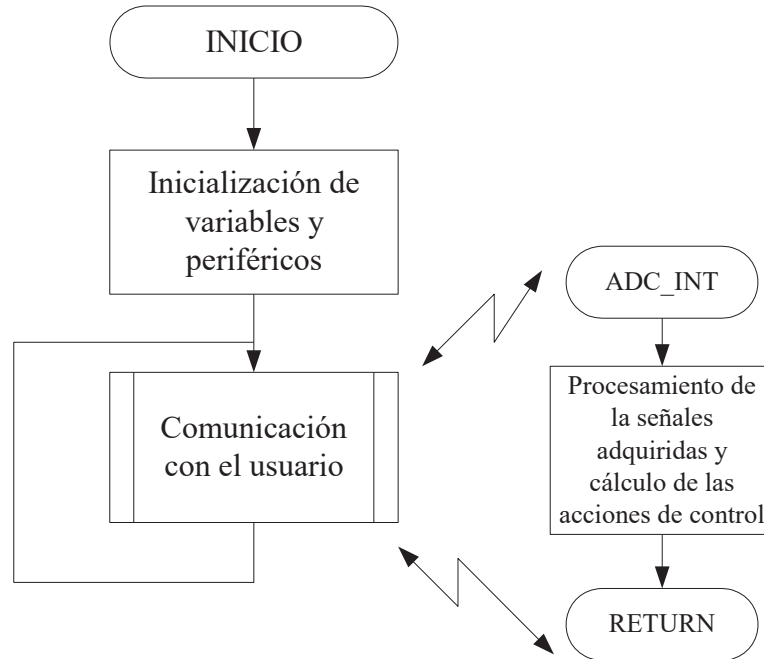 INICIO
Inicialización de
variables y
periféricos
Comunicación
con el usuario
ADC_INT
Procesamiento de
la señales
adquiridas y
cálculo de las
acciones de control
RETURN